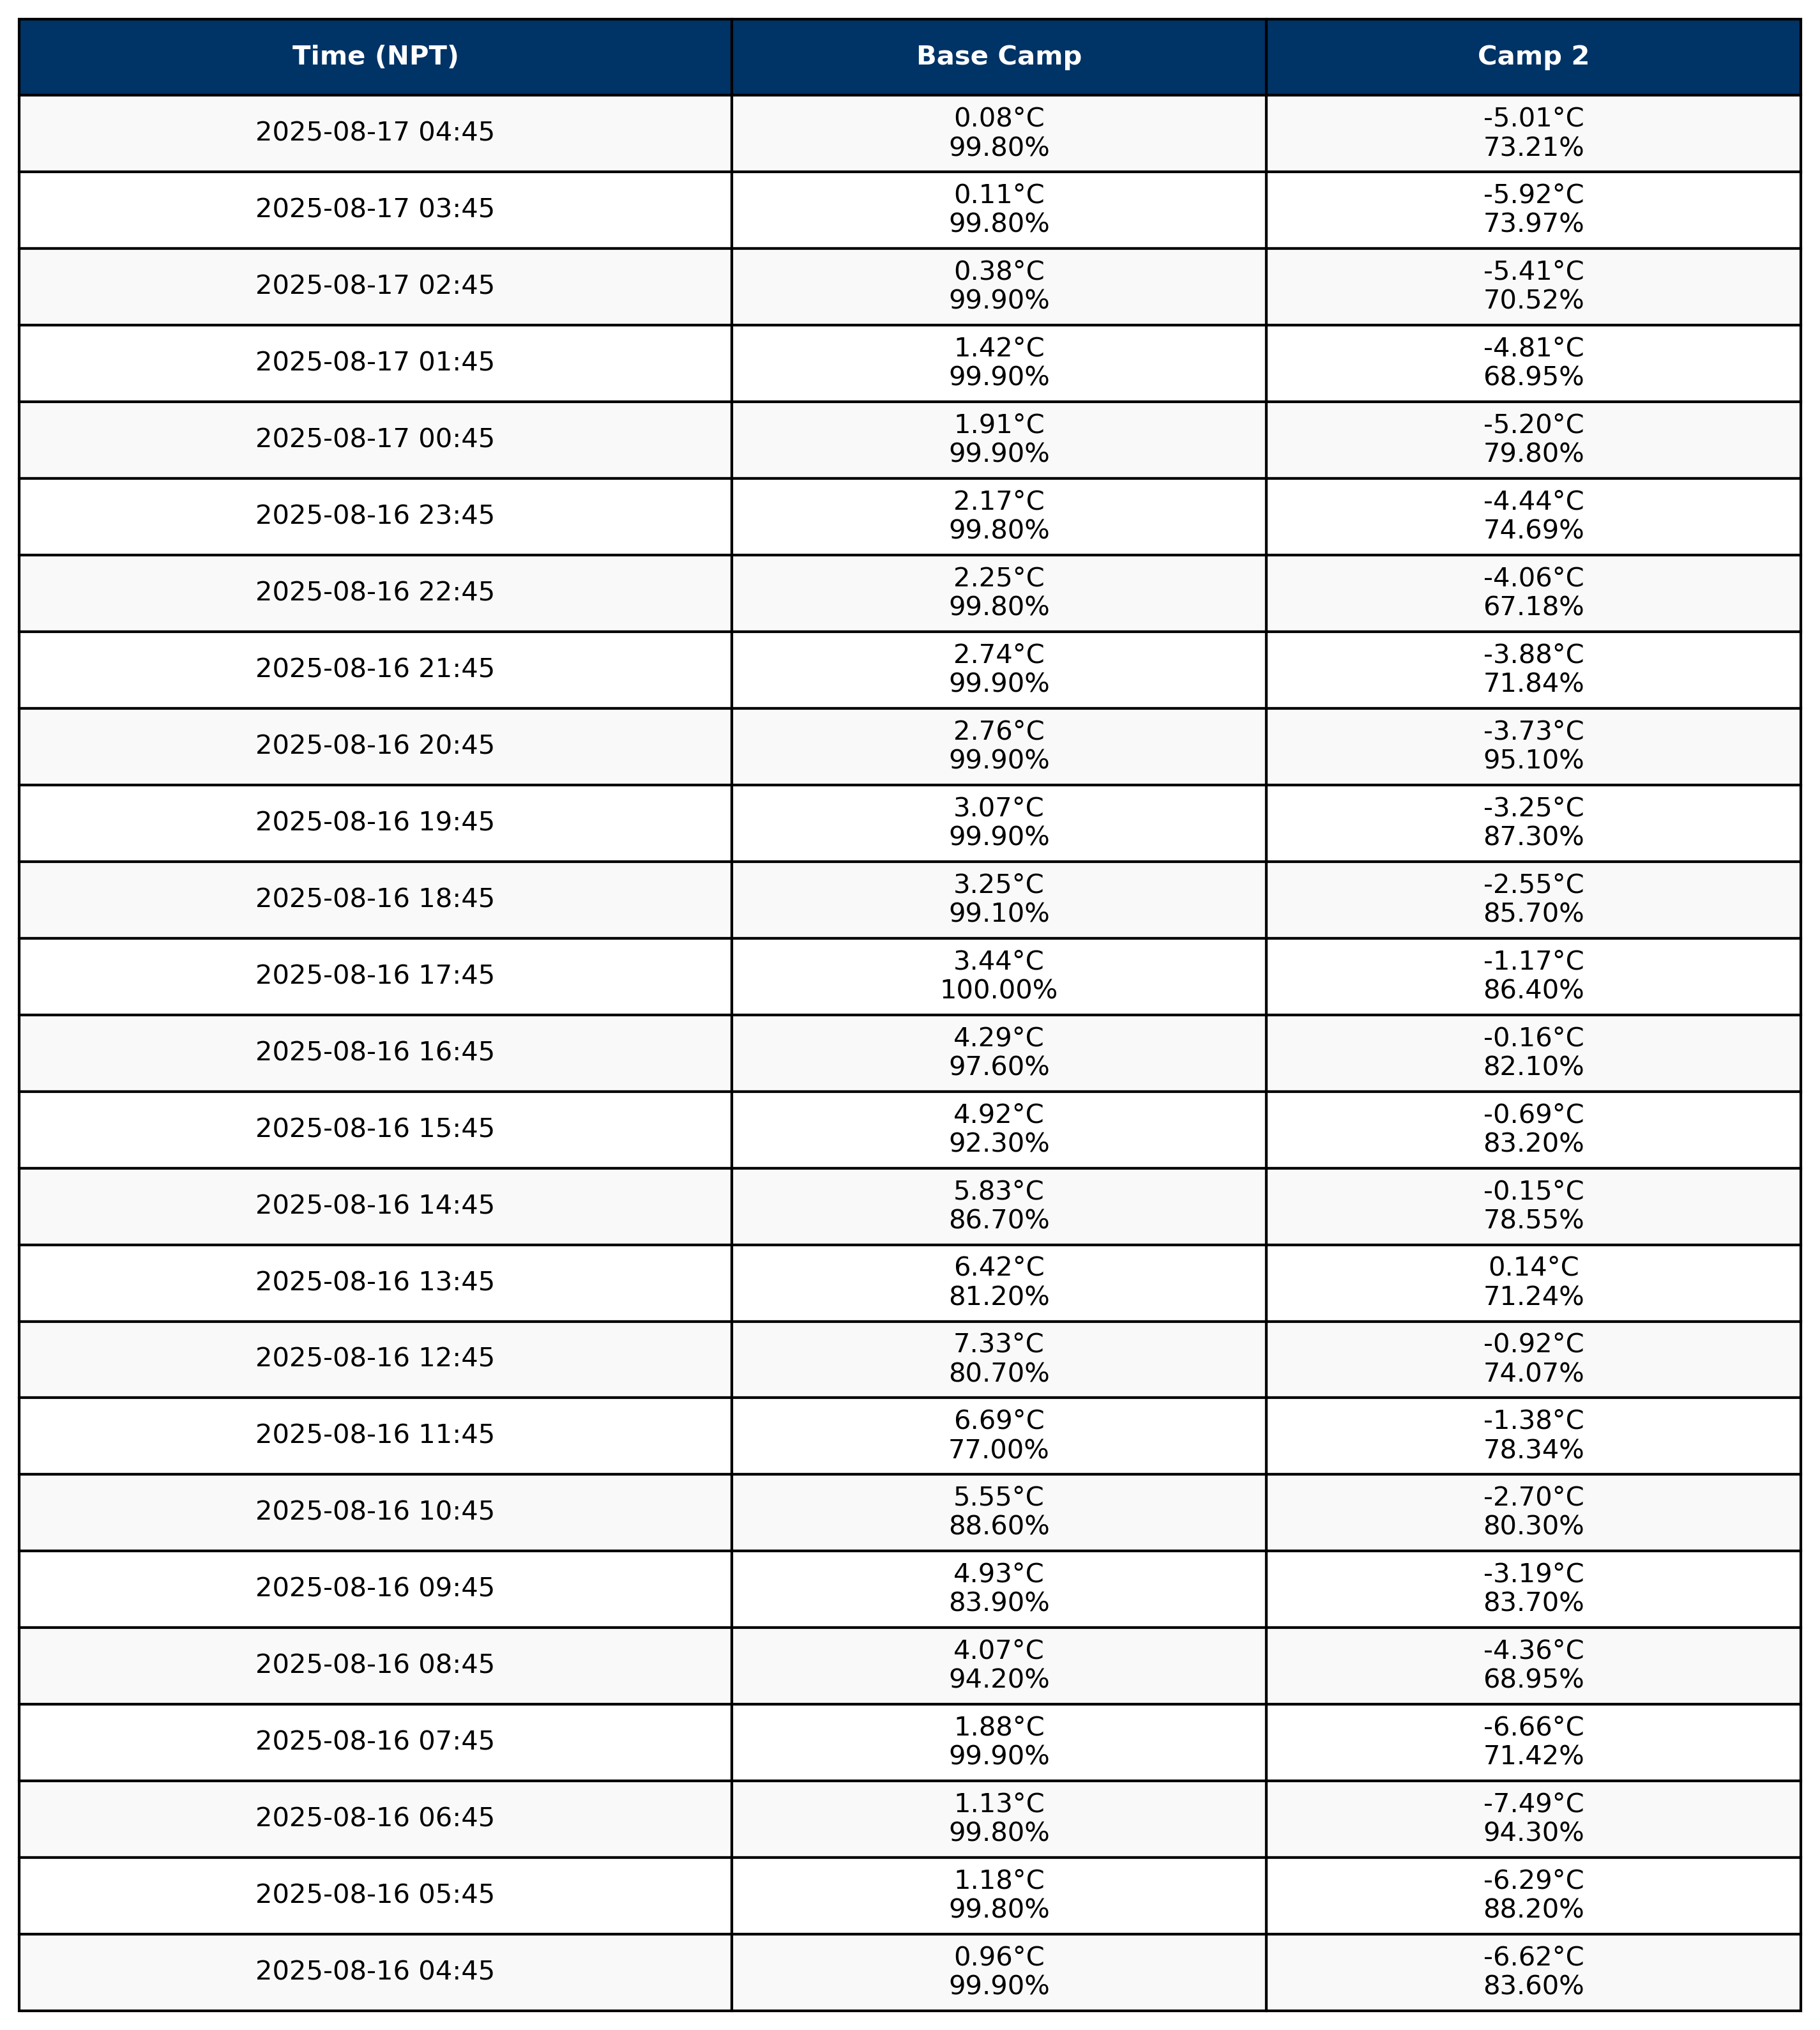 Time (NPT) Base Camp Camp 2
2025-08-17 04:45
0.08°C
99.80%
-5.01°C
73.21%
2025-08-17 03:45
0.11°C
99.80%
-5.92°C
73.97%
2025-08-17 02:45
0.38°C
99.90%
-5.41°C
70.52%
2025-08-17 01:45
1.42°C
99.90%
-4.81°C
68.95%
2025-08-17 00:45
1.91°C
99.90%
-5.20°C
79.80%
2025-08-16 23:45
2.17°C
99.80%
-4.44°C
74.69%
2025-08-16 22:45
2.25°C
99.80%
-4.06°C
67.18%
2025-08-16 21:45
2.74°C
99.90%
-3.88°C
71.84%
2025-08-16 20:45
2.76°C
99.90%
-3.73°C
95.10%
2025-08-16 19:45
3.07°C
99.90%
-3.25°C
87.30%
2025-08-16 18:45
3.25°C
99.10%
-2.55°C
85.70%
2025-08-16 17:45
3.44°C
100.00%
-1.17°C
86.40%
2025-08-16 16:45
4.29°C
97.60%
-0.16°C
82.10%
2025-08-16 15:45
4.92°C
92.30%
-0.69°C
83.20%
2025-08-16 14:45
5.83°C
86.70%
-0.15°C
78.55%
2025-08-16 13:45
6.42°C
81.20%
0.14°C
71.24%
2025-08-16 12:45
7.33°C
80.70%
-0.92°C
74.07%
2025-08-16 11:45
6.69°C
77.00%
-1.38°C
78.34%
2025-08-16 10:45
5.55°C
88.60%
-2.70°C
80.30%
2025-08-16 09:45
4.93°C
83.90%
-3.19°C
83.70%
2025-08-16 08:45
4.07°C
94.20%
-4.36°C
68.95%
2025-08-16 07:45
1.88°C
99.90%
-6.66°C
71.42%
2025-08-16 06:45
1.13°C
99.80%
-7.49°C
94.30%
2025-08-16 05:45
1.18°C
99.80%
-6.29°C
88.20%
2025-08-16 04:45
0.96°C
99.90%
-6.62°C
83.60%